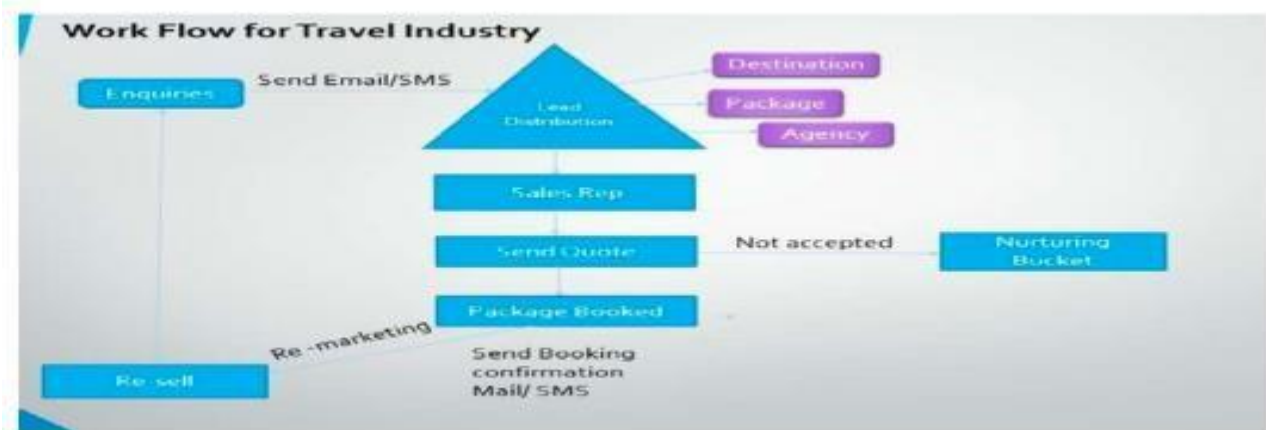 Work Flow for Travel Industry
Enquiries
Send Email/SMS
Lead
Distribution
Destination
Package
Agency
Sales Rep
Send Quote
Not accepted
Nurturing
Bucket
Package Booked
Re -marketing
Send Booking
confirmation
Mail/ SMS
Re-sell